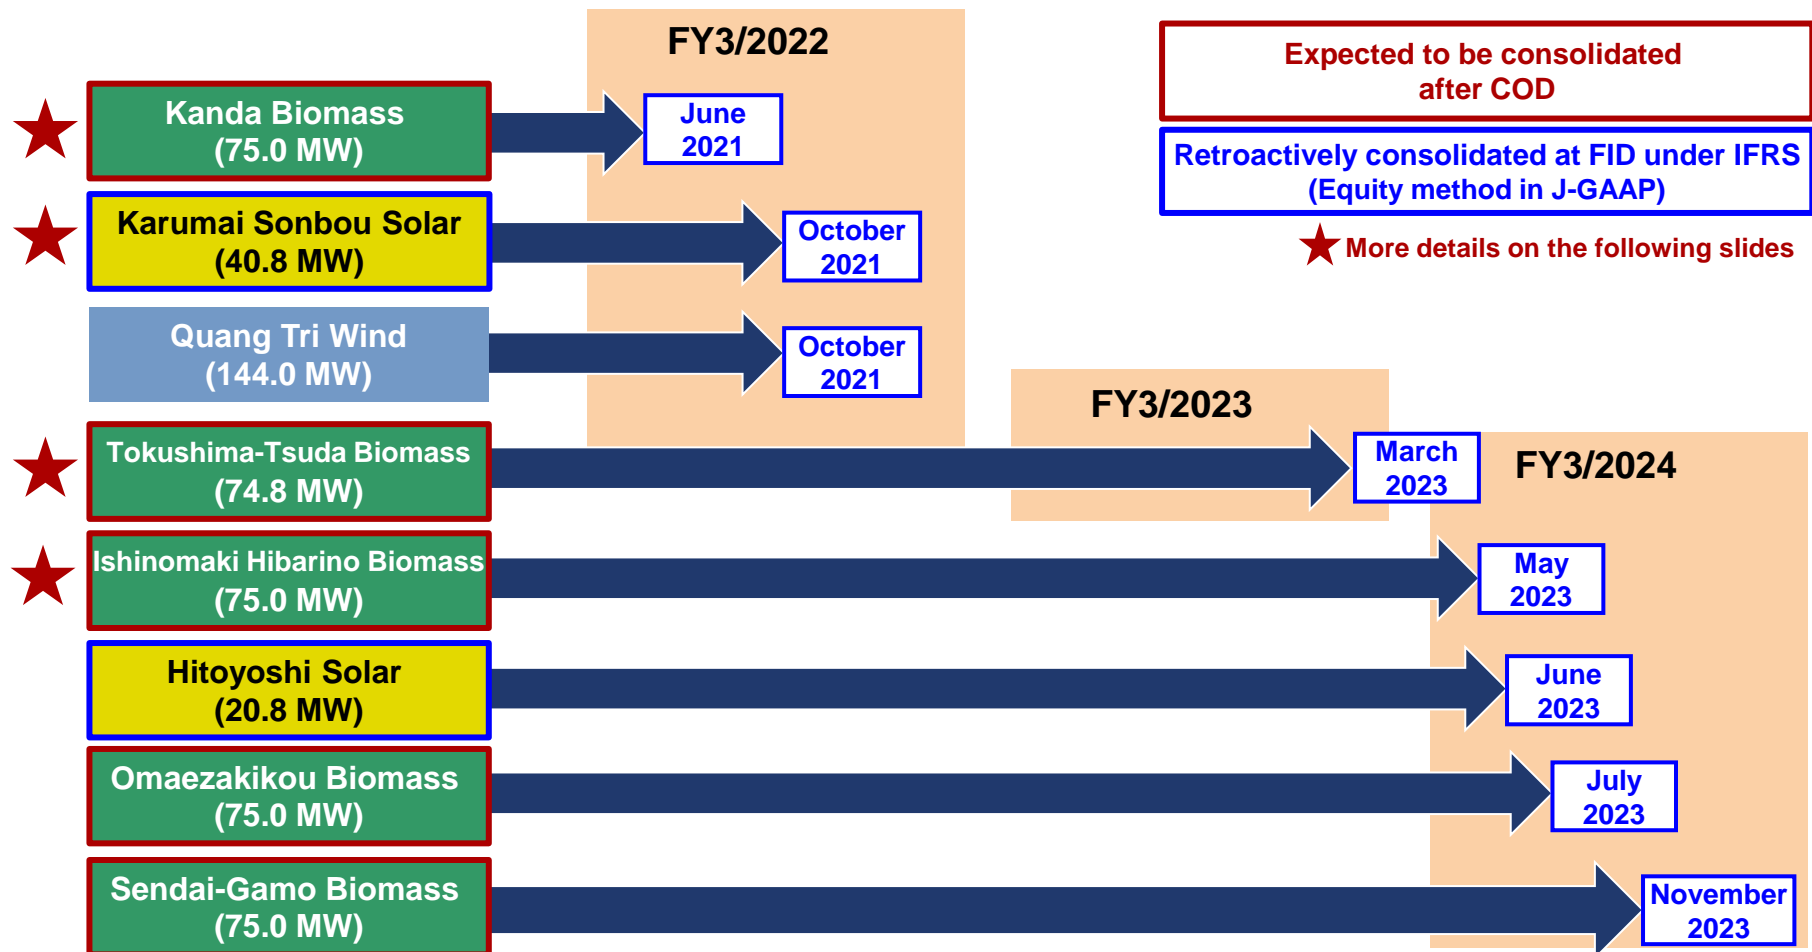 FY3/2022
Expected to be consolidated
after COD
Retroactively consolidated at FID under IFRS
(Equity method in J-GAAP)
More details on the following slides
Kanda Biomass
(75.0 MW)
June
2021
Karumai Sonbou Solar
(40.8 MW)
October
2021
Quang Tri Wind
(144.0 MW)
October
2021
FY3/2023
Tokushima-Tsuda Biomass
(74.8 MW)
March
2023
FY3/2024
Ishinomaki Hibarino Biomass
(75.0 MW)
May
2023
Hitoyoshi Solar
(20.8 MW)
June
2023
Omaezakikou Biomass
(75.0 MW)
July
2023
Sendai-Gamo Biomass
(75.0 MW)
November
2023